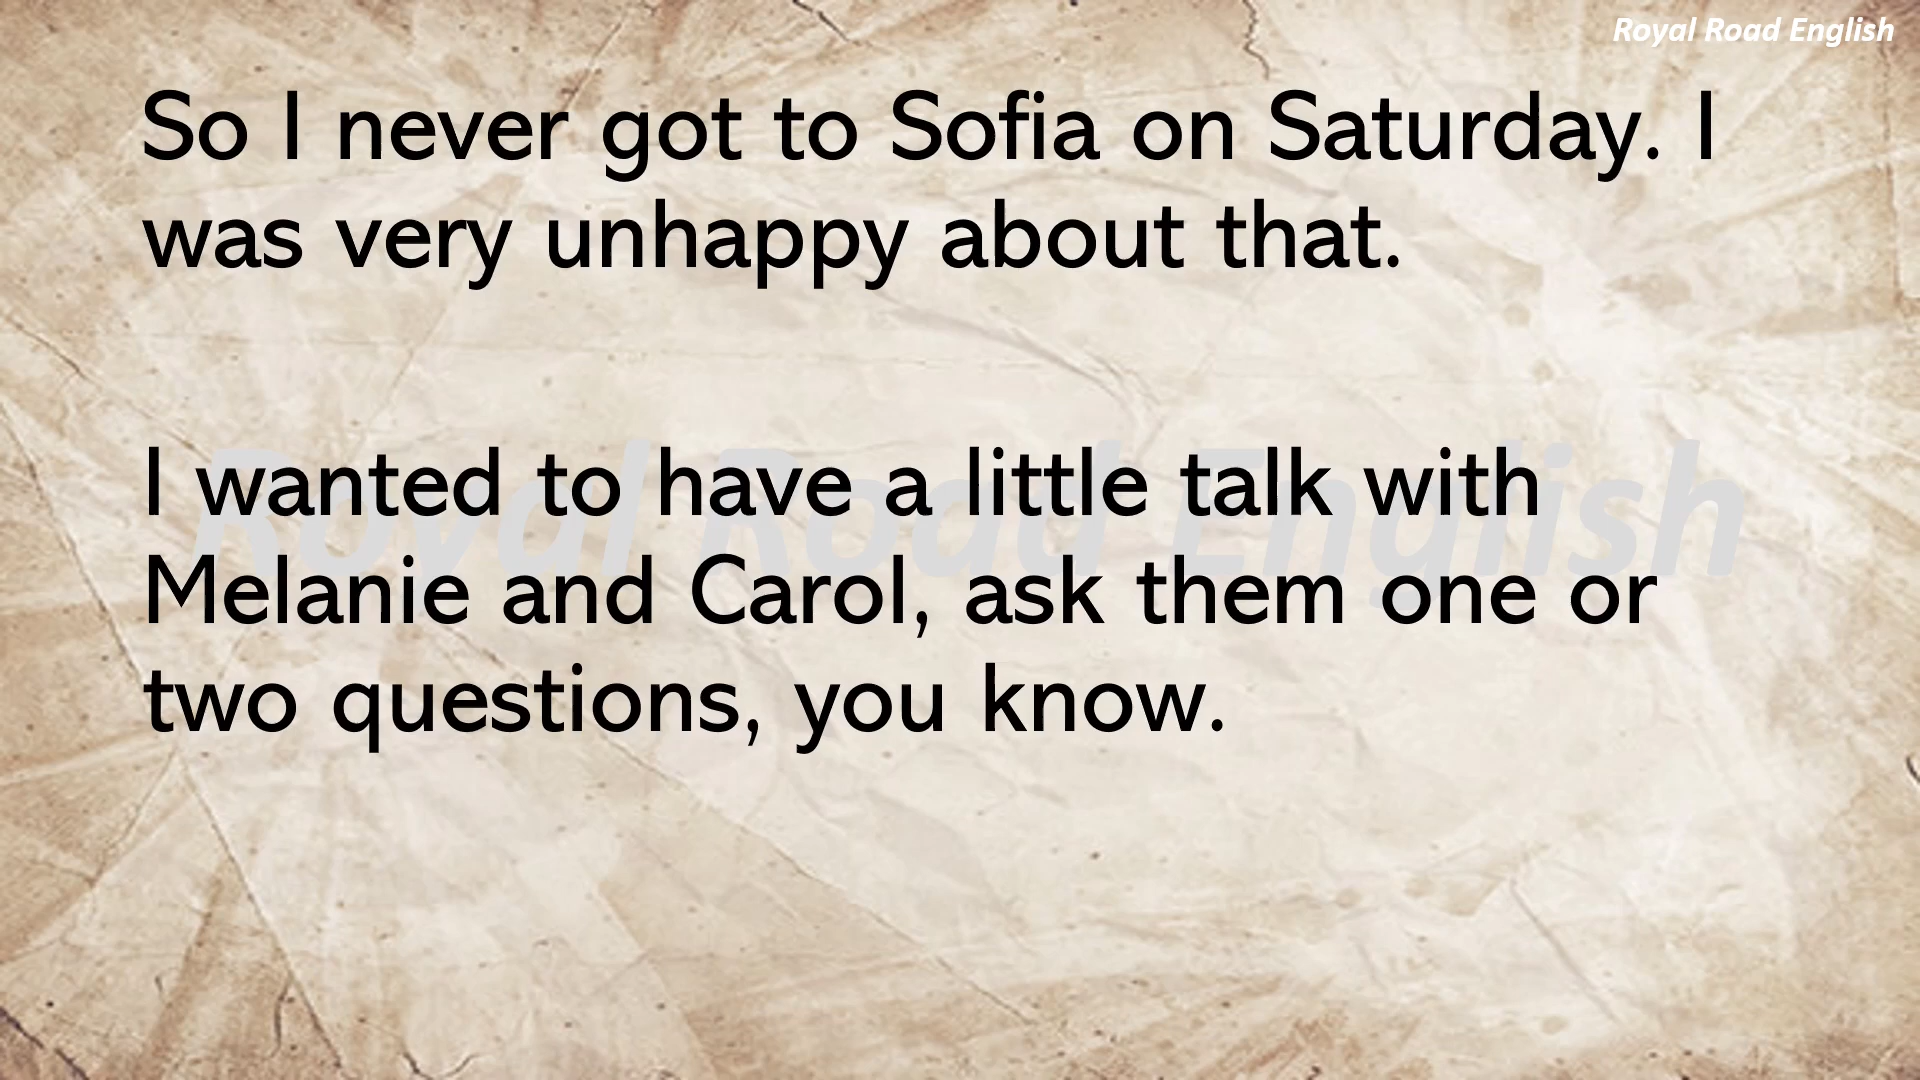 Royal Road English
So I never got to Sofia on Saturday. I
was very unhappy about that.
I wanted to have a little talk with
Royal Road English
Melanie and Carol, ask them one or
two questions, you know.